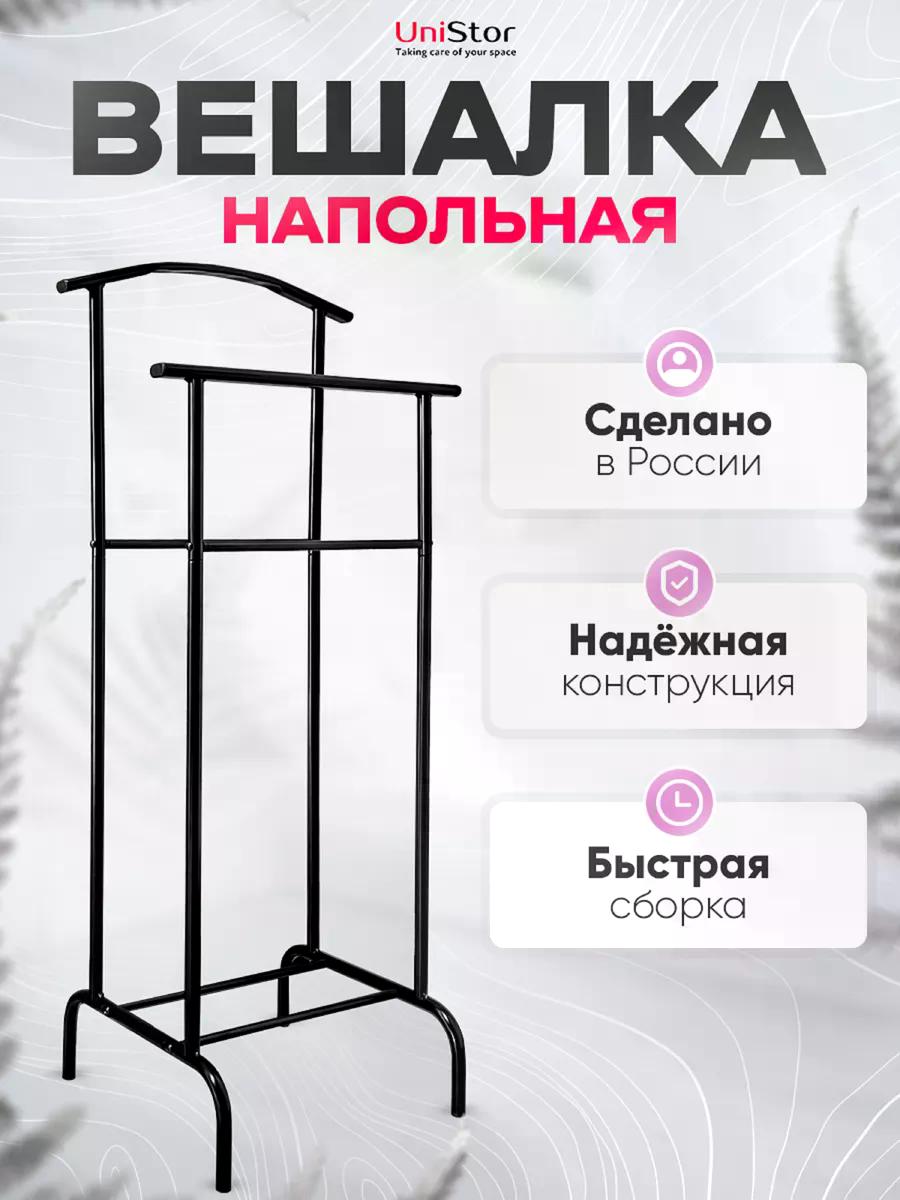 UniStor
Taking care of your space
ВЕШАЛКА
НАПОЛЬНАЯ
Сделано
в России
Надёжная
конструкция
Быстрая
сборка